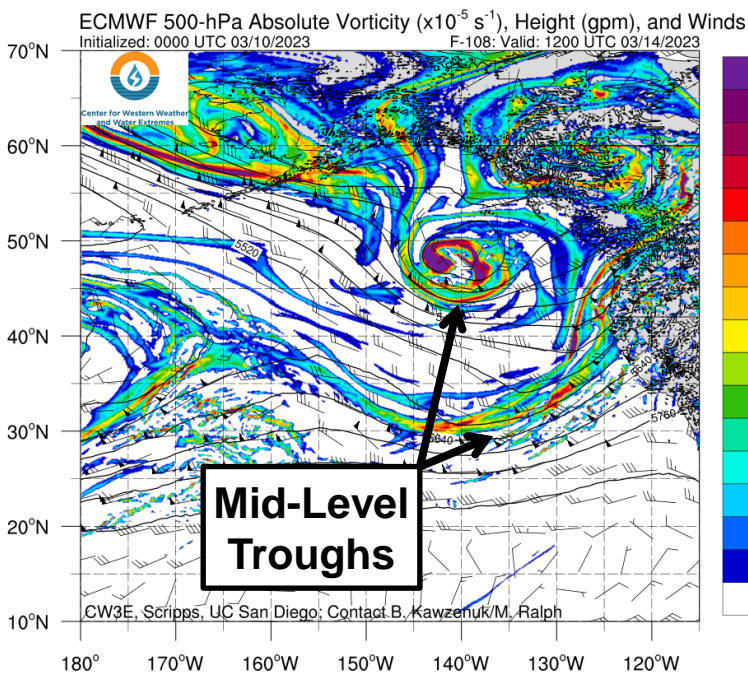 ECMWF 500-hPa Absolute Vorticity (x10⁻⁵ s⁻¹), Height (gpm), and Winds
Initialized: 0000 UTC 03/10/2023 F-108: Valid: 1200 UTC 03/14/2023
70°N
Center for Western Weather
and Water Extremes
60°N
50°N
5520
40°N
5640
5760
30°N
5640
Mid-Level
Troughs
20°N
CW3E, Scripps, UC San Diego; Contact B. Kawzenuk/M. Ralph
10°N
180° 170°W 160°W 150°W 140°W 130°W 120°W